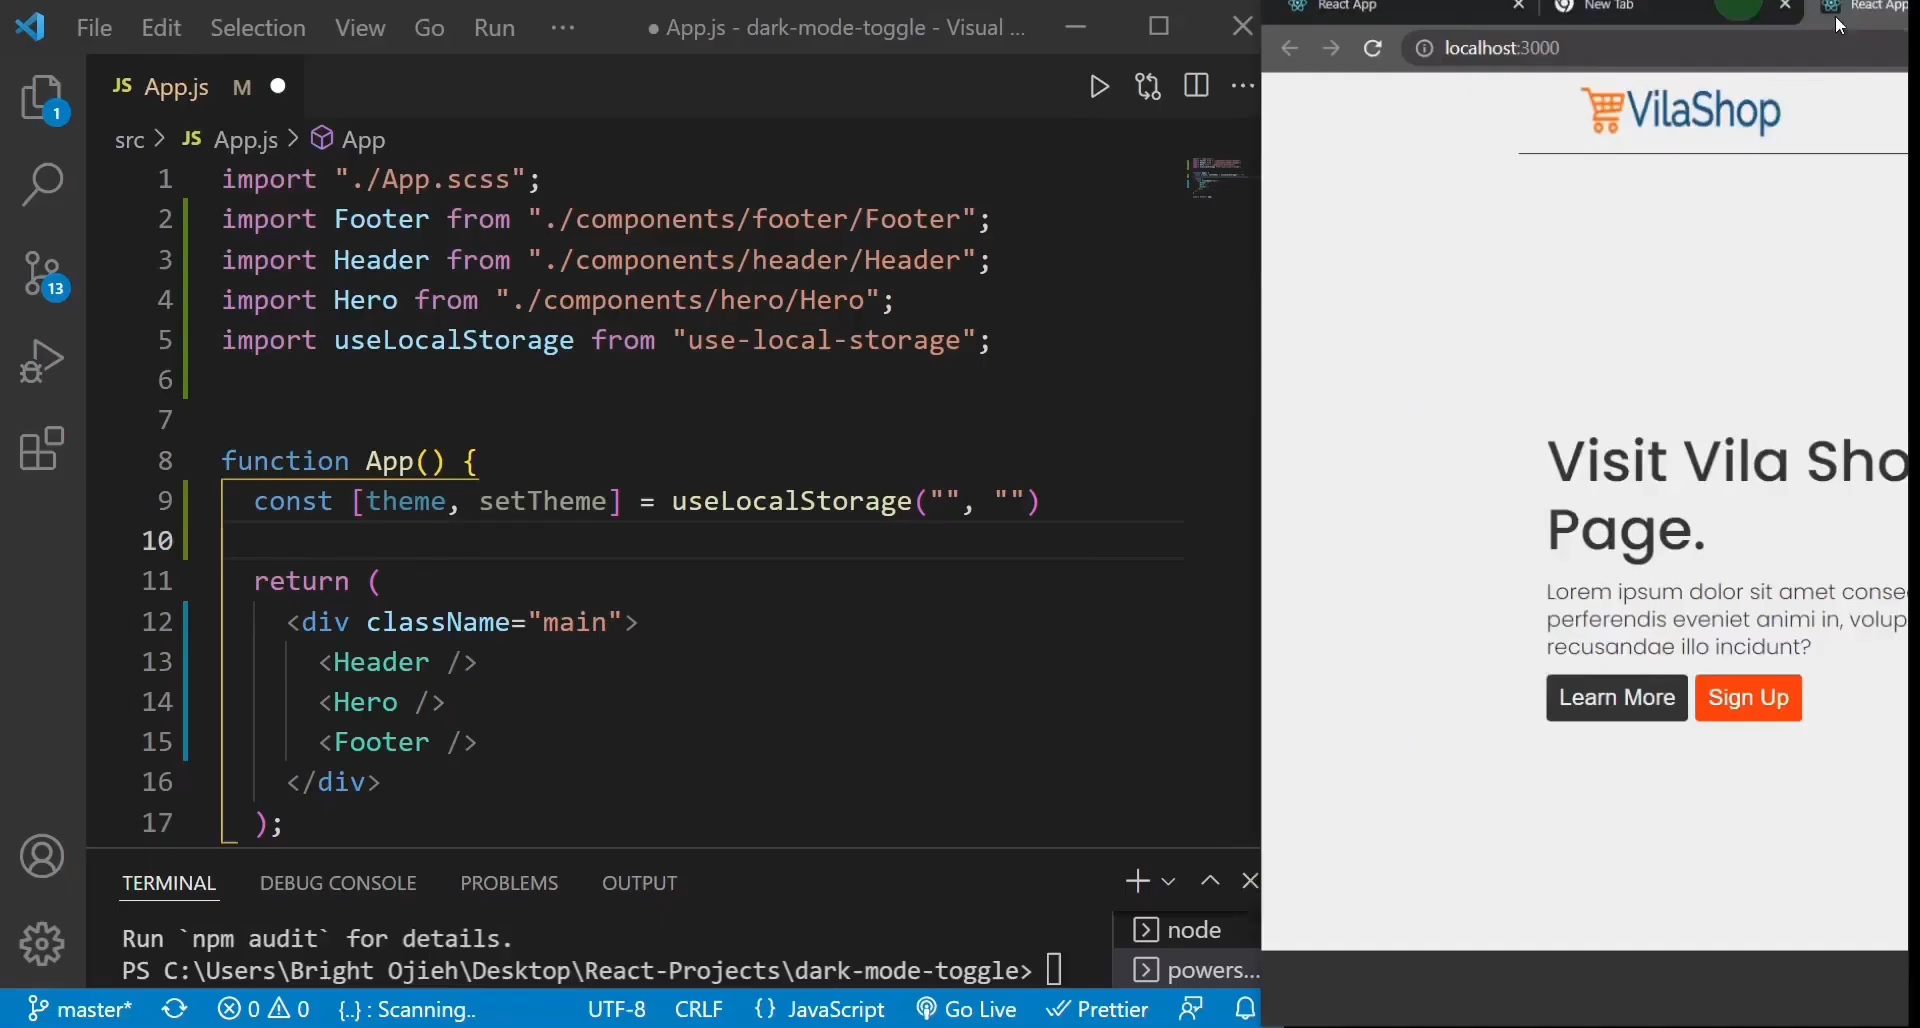 File Edit Selection View Go Run ··· ● App.js - dark-mode-toggle - Visual ...
JS App.js M
src > JS App.js > App
1 import "./App.scss";
2 import Footer from "./components/footer/Footer";
3 import Header from "./components/header/Header";
4 import Hero from "./components/hero/Hero";
5 import useLocalStorage from "use-local-storage";
6
7
8 function App() {
9 const [theme, setTheme] = useLocalStorage("", "")
10
11 return (
12 <div className="main">
13 <Header />
14 <Hero />
15 <Footer />
16 </div>
17 );
1
13
TERMINAL DEBUG CONSOLE PROBLEMS OUTPUT
Run `npm audit` for details.
PS C:\Users\Bright Ojieh\Desktop\React-Projects\dark-mode-toggle>
node
powers...
master* 0 0 {..} : Scanning.. UTF-8 CRLF {} JavaScript Go Live Prettier
React App New Tab React App
localhost:3000
VilaShop
Visit Vila Sho
Page.
Lorem ipsum dolor sit amet conse
perferendis eveniet animi in, volup
recusandae illo incidunt?
Learn More Sign Up